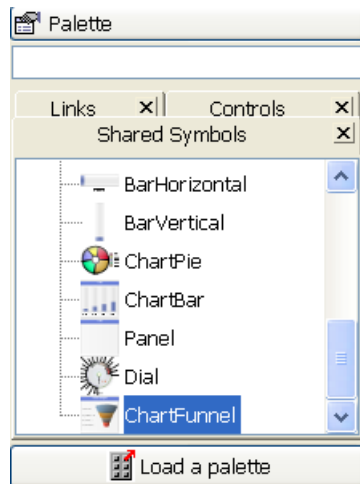 Palette
Links Controls
Shared Symbols
BarHorizontal
BarVertical
ChartPie
ChartBar
Panel
Dial
ChartFunnel
Load a palette